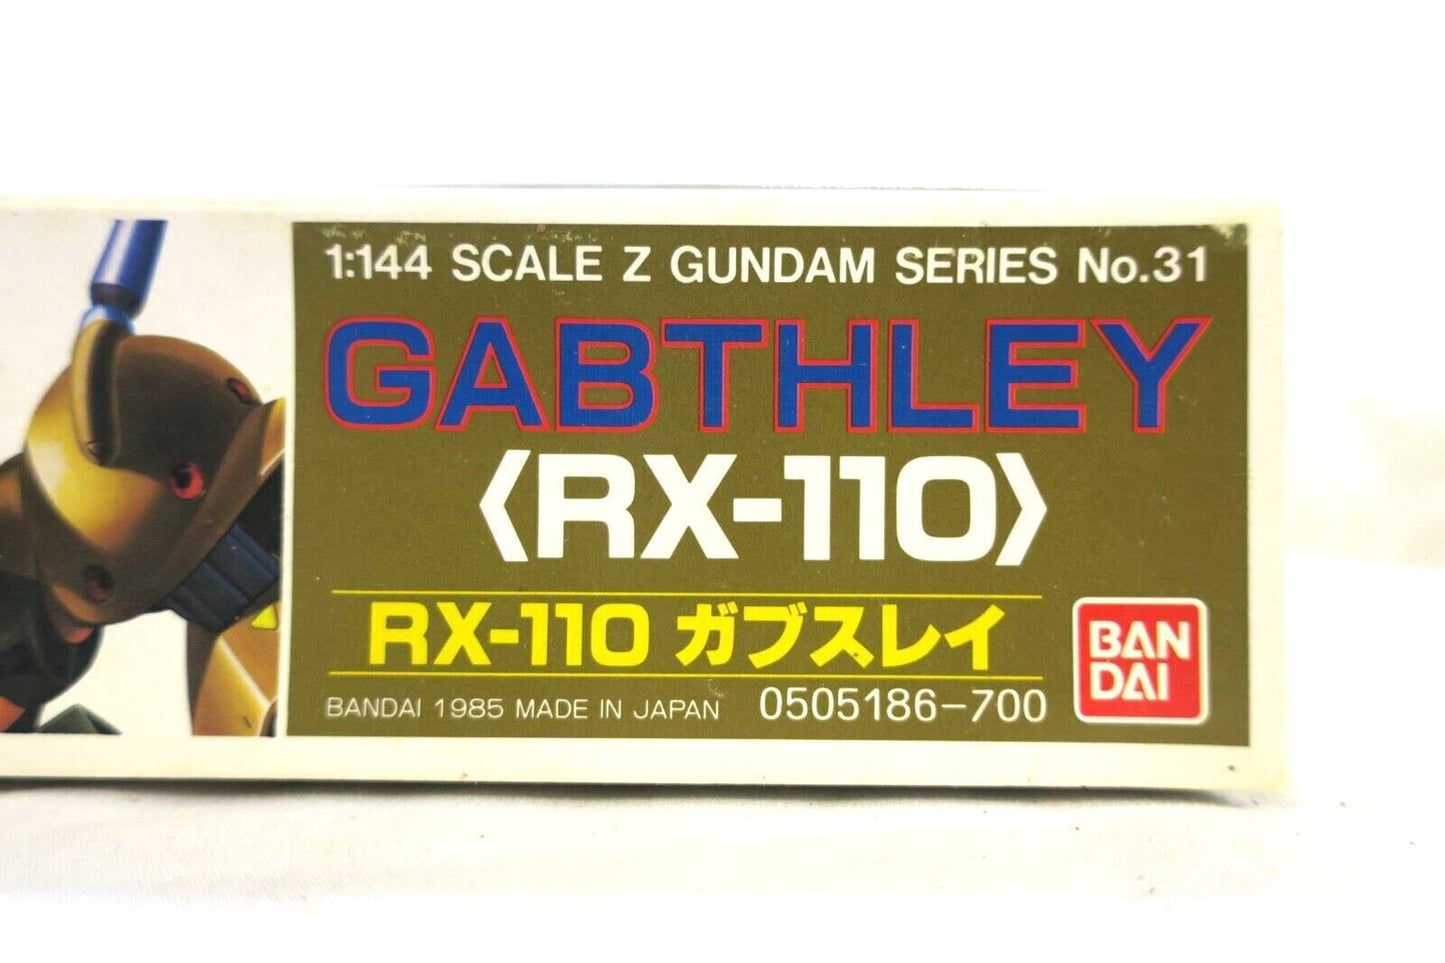 1:144 SCALE Z GUNDAM SERIES No.31
GABTHLEY
〈RX-110〉
RX-110 ガブスレイ
BANDAI 1985 MADE IN JAPAN 0505186-700
BAN
DAI